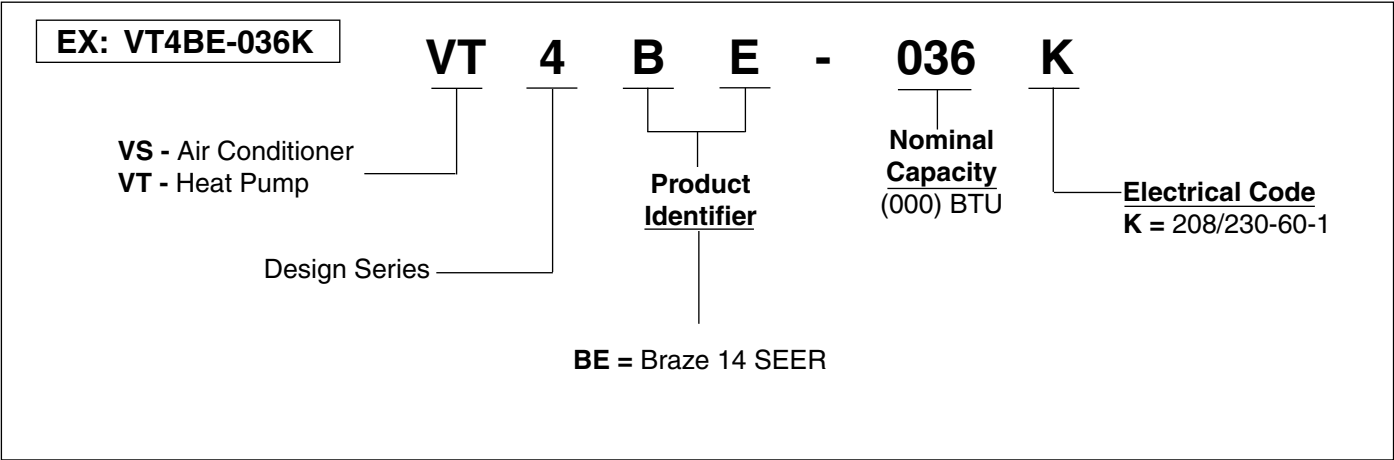 EX: VT4BE-036K
VT 4 B E - 036 K
VS - Air Conditioner
VT - Heat Pump
Design Series
Product
Identifier
BE = Braze 14 SEER
Nominal
Capacity
(000) BTU
Electrical Code
K = 208/230-60-1